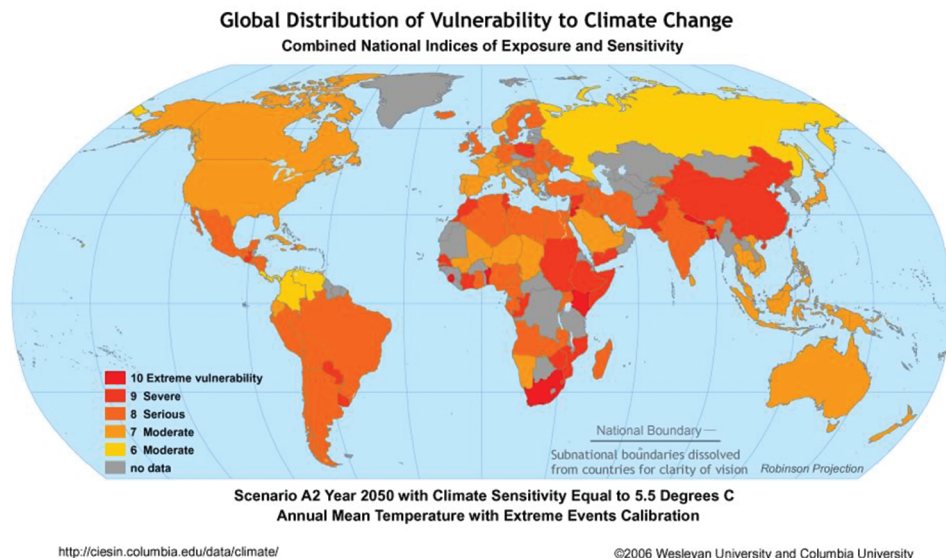 Global Distribution of Vulnerability to Climate Change
Combined National Indices of Exposure and Sensitivity
10 Extreme vulnerability
9 Severe
8 Serious
7 Moderate
6 Moderate
no data
National Boundary
Subnational boundaries dissolved
from countries for clarity of vision
Robinson Projection
Scenario A2 Year 2050 with Climate Sensitivity Equal to 5.5 Degrees C
Annual Mean Temperature with Extreme Events Calibration
http://ciesin.columbia.edu/data/climate/
©2006 Wesleyan University and Columbia University